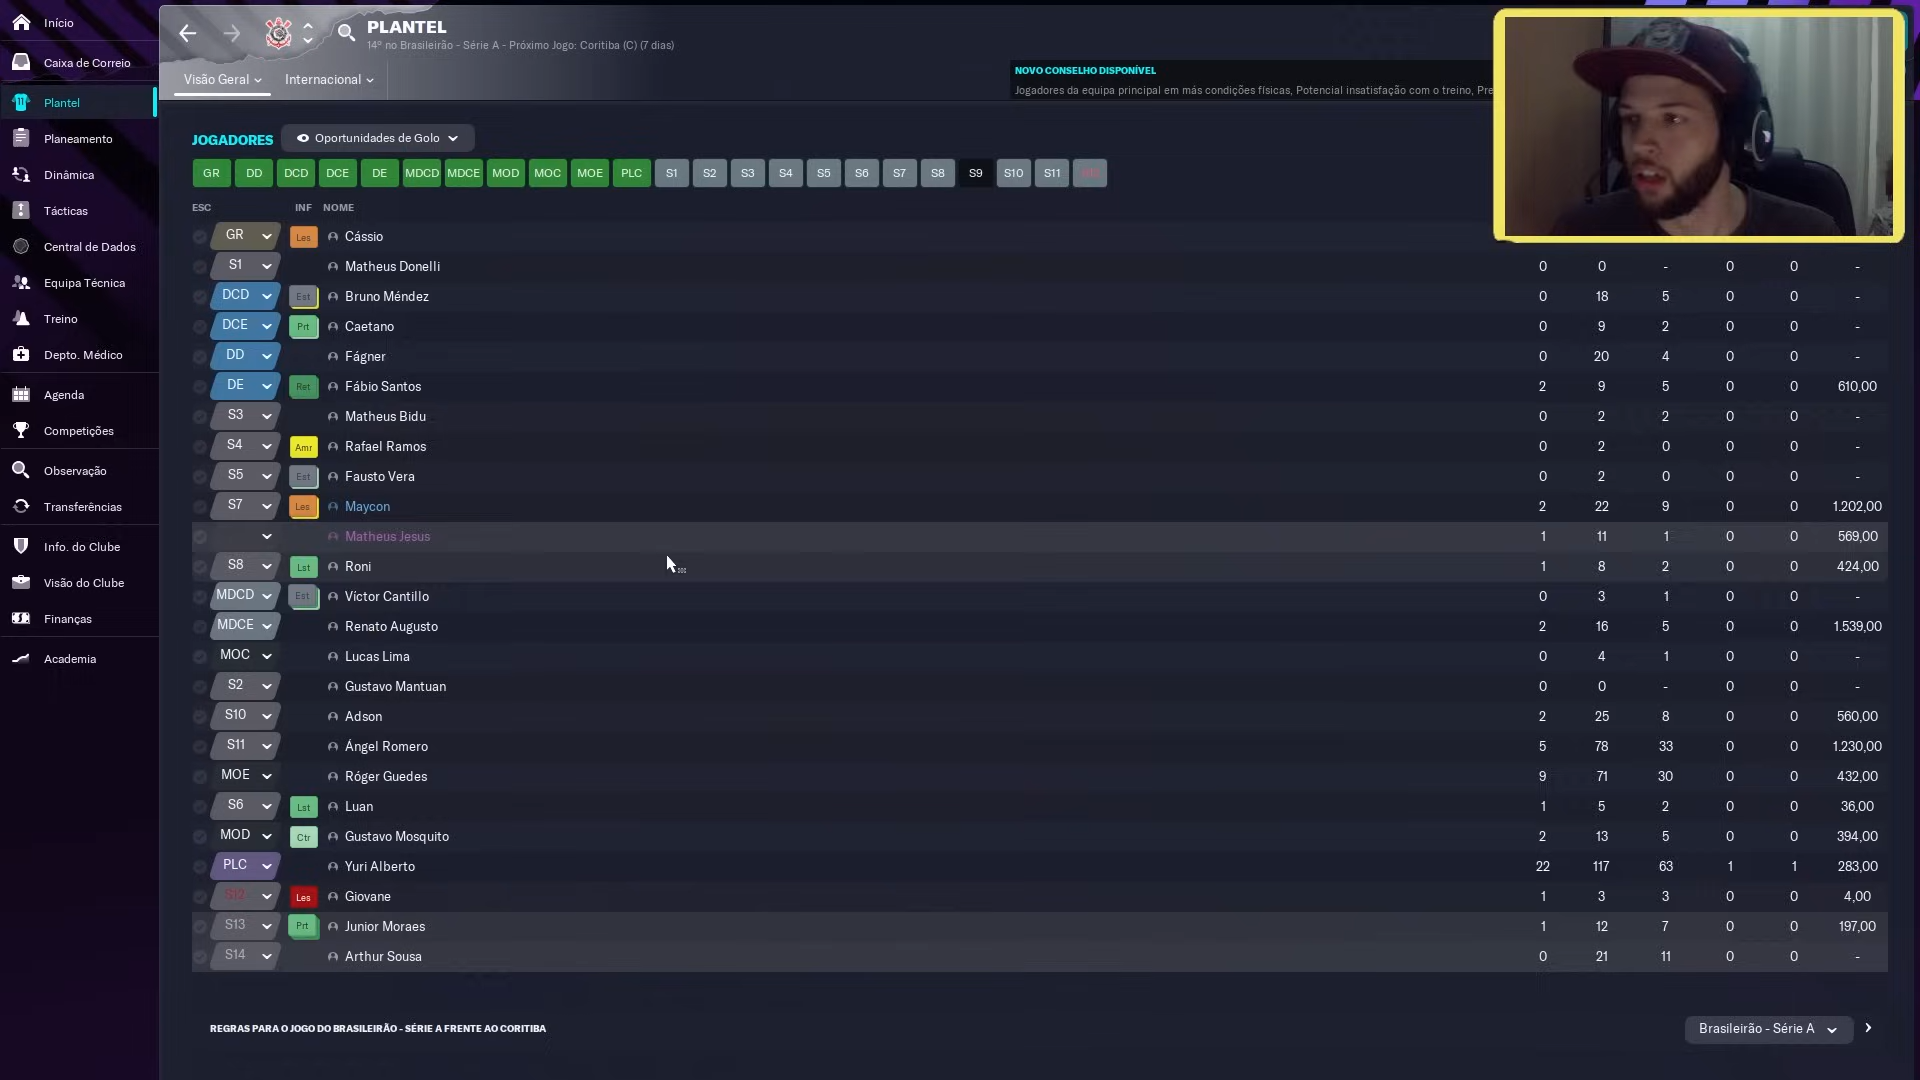 Início
Caixa de Correio
Plantel
Planeamento
Dinâmica
Tácticas
Central de Dados
Equipa Técnica
Treino
Depto. Médico
Agenda
Competições
Observação
Transferências
Info. do Clube
Visão do Clube
Finanças
Academia
PLANTEL
14º no Brasileirão - Série A - Próximo Jogo: Coritiba (C) (7 dias)
Visão Geral Internacional
NOVO CONSELHO DISPONÍVEL
Jogadores da equipa principal em más condições físicas, Potencial insatisfação com o treino, Pre
JOGADORES Oportunidades de Golo
GR DD DCD DCE DE MDCD MDCE MOD MOC MOE PLC S1 S2 S3 S4 S5 S6 S7 S8 S9 S10 S11 S12
ESC INF NOME
GR Les Cássio
S1 Matheus Donelli 0 0 - 0 0 -
DCD Est Bruno Méndez 0 18 5 0 0 -
DCE Prt Caetano 0 9 2 0 0 -
DD Fágner 0 20 4 0 0 -
DE Ret Fábio Santos 2 9 5 0 0 610,00
S3 Matheus Bidu 0 2 2 0 0 -
S4 Amr Rafael Ramos 0 2 0 0 0 -
S5 Est Fausto Vera 0 2 0 0 0 -
S7 Les Maycon 2 22 9 0 0 1.202,00
Matheus Jesus 1 11 1 0 0 569,00
S8 Lst Roni 1 8 2 0 0 424,00
MDCD Est Víctor Cantillo 0 3 1 0 0 -
MDCE Renato Augusto 2 16 5 0 0 1.539,00
MOC Lucas Lima 0 4 1 0 0 -
S2 Gustavo Mantuan 0 0 - 0 0 -
S10 Adson 2 25 8 0 0 560,00
S11 Ángel Romero 5 78 33 0 0 1.230,00
MOE Róger Guedes 9 71 30 0 0 432,00
S6 Lst Luan 1 5 2 0 0 36,00
MOD Ctr Gustavo Mosquito 2 13 5 0 0 394,00
PLC Yuri Alberto 22 117 63 1 1 283,00
S12 Les Giovane 1 3 3 0 0 4,00
S13 Prt Junior Moraes 1 12 7 0 0 197,00
S14 Arthur Sousa 0 21 11 0 0 -
REGRAS PARA O JOGO DO BRASILEIRÃO - SÉRIE A FRENTE AO CORITIBA
Brasileirão - Série A